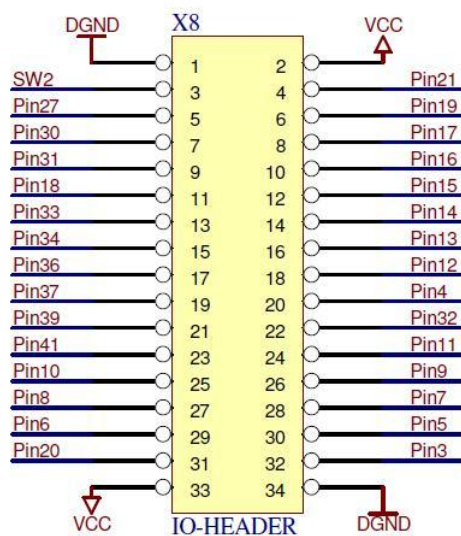 DGND X8 VCC
1 2
SW2 3 4 Pin21
Pin27 5 6 Pin19
Pin30 7 8 Pin17
Pin31 9 10 Pin16
Pin18 11 12 Pin15
Pin33 13 14 Pin14
Pin34 15 16 Pin13
Pin36 17 18 Pin12
Pin37 19 20 Pin4
Pin39 21 22 Pin32
Pin41 23 24 Pin11
Pin10 25 26 Pin9
Pin8 27 28 Pin7
Pin6 29 30 Pin5
Pin20 31 32 Pin3
33 34
VCC IO-HEADER DGND